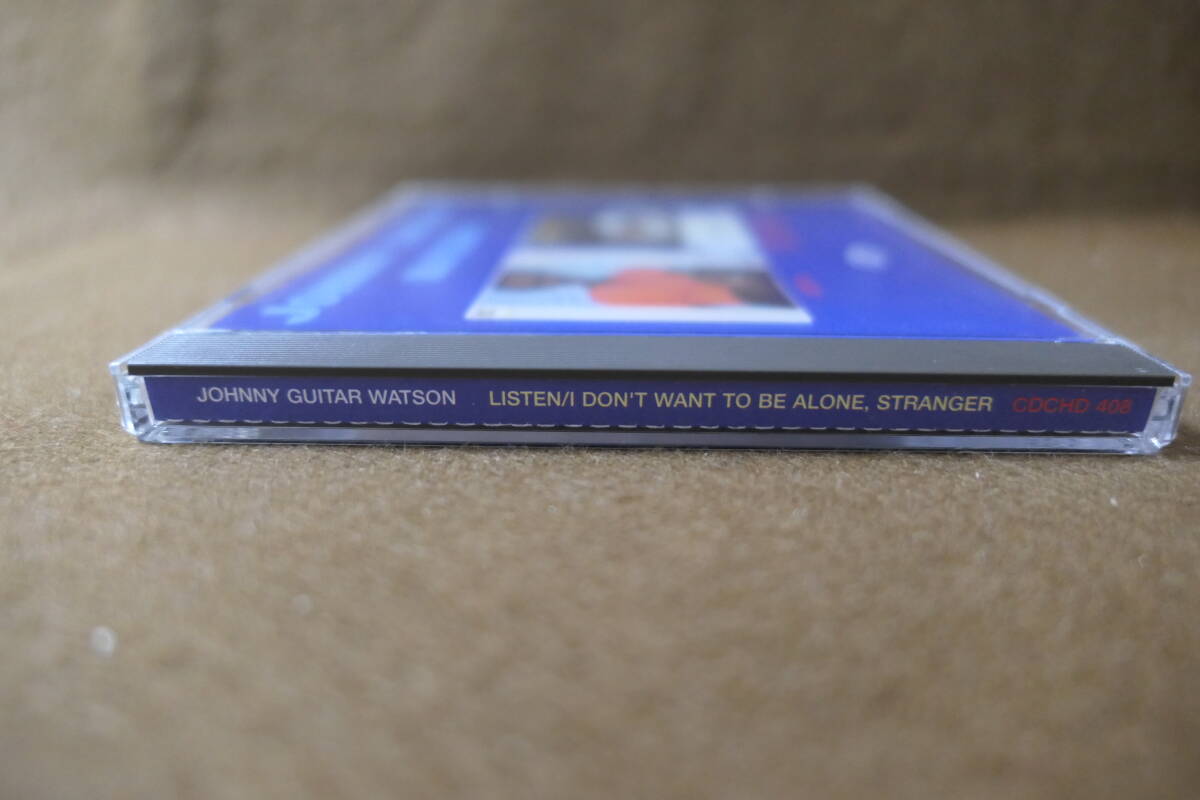 JOHNNY GUITAR WATSON LISTEN/I DON'T WANT TO BE ALONE, STRANGER CDCHD 408